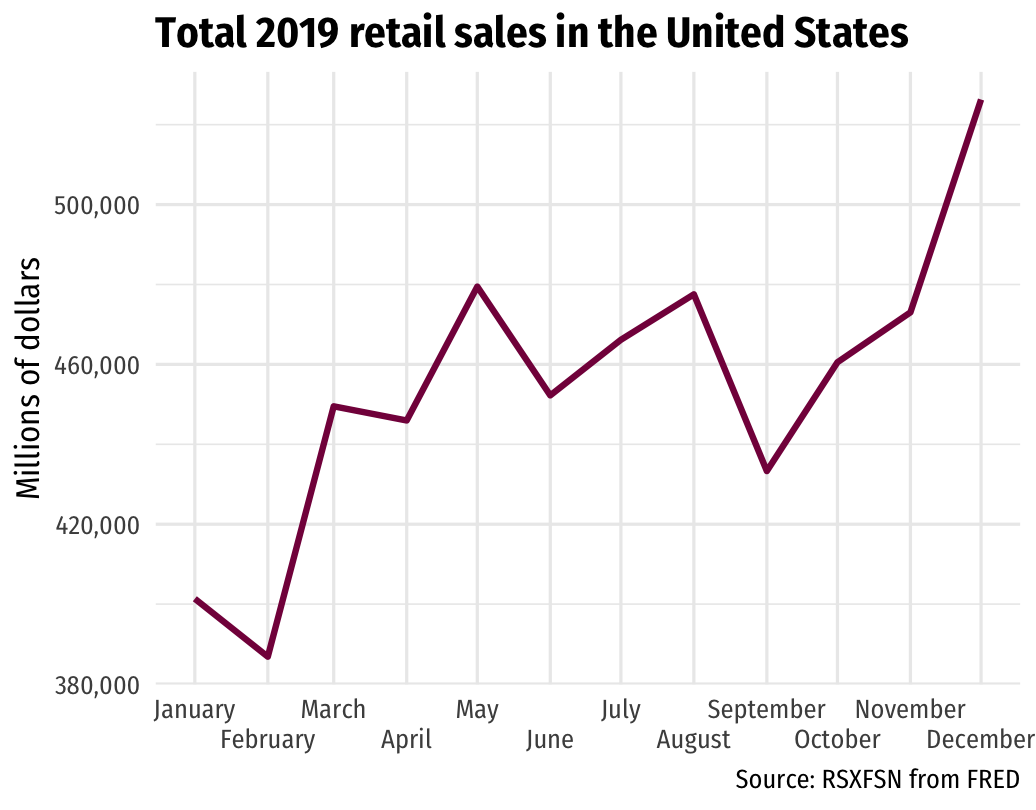 Total 2019 retail sales in the United States
Millions of dollars
500,000
460,000
420,000
380,000
January
March
May
July
September
November
February
April
June
August
October
December
Source: RSXFSN from FRED